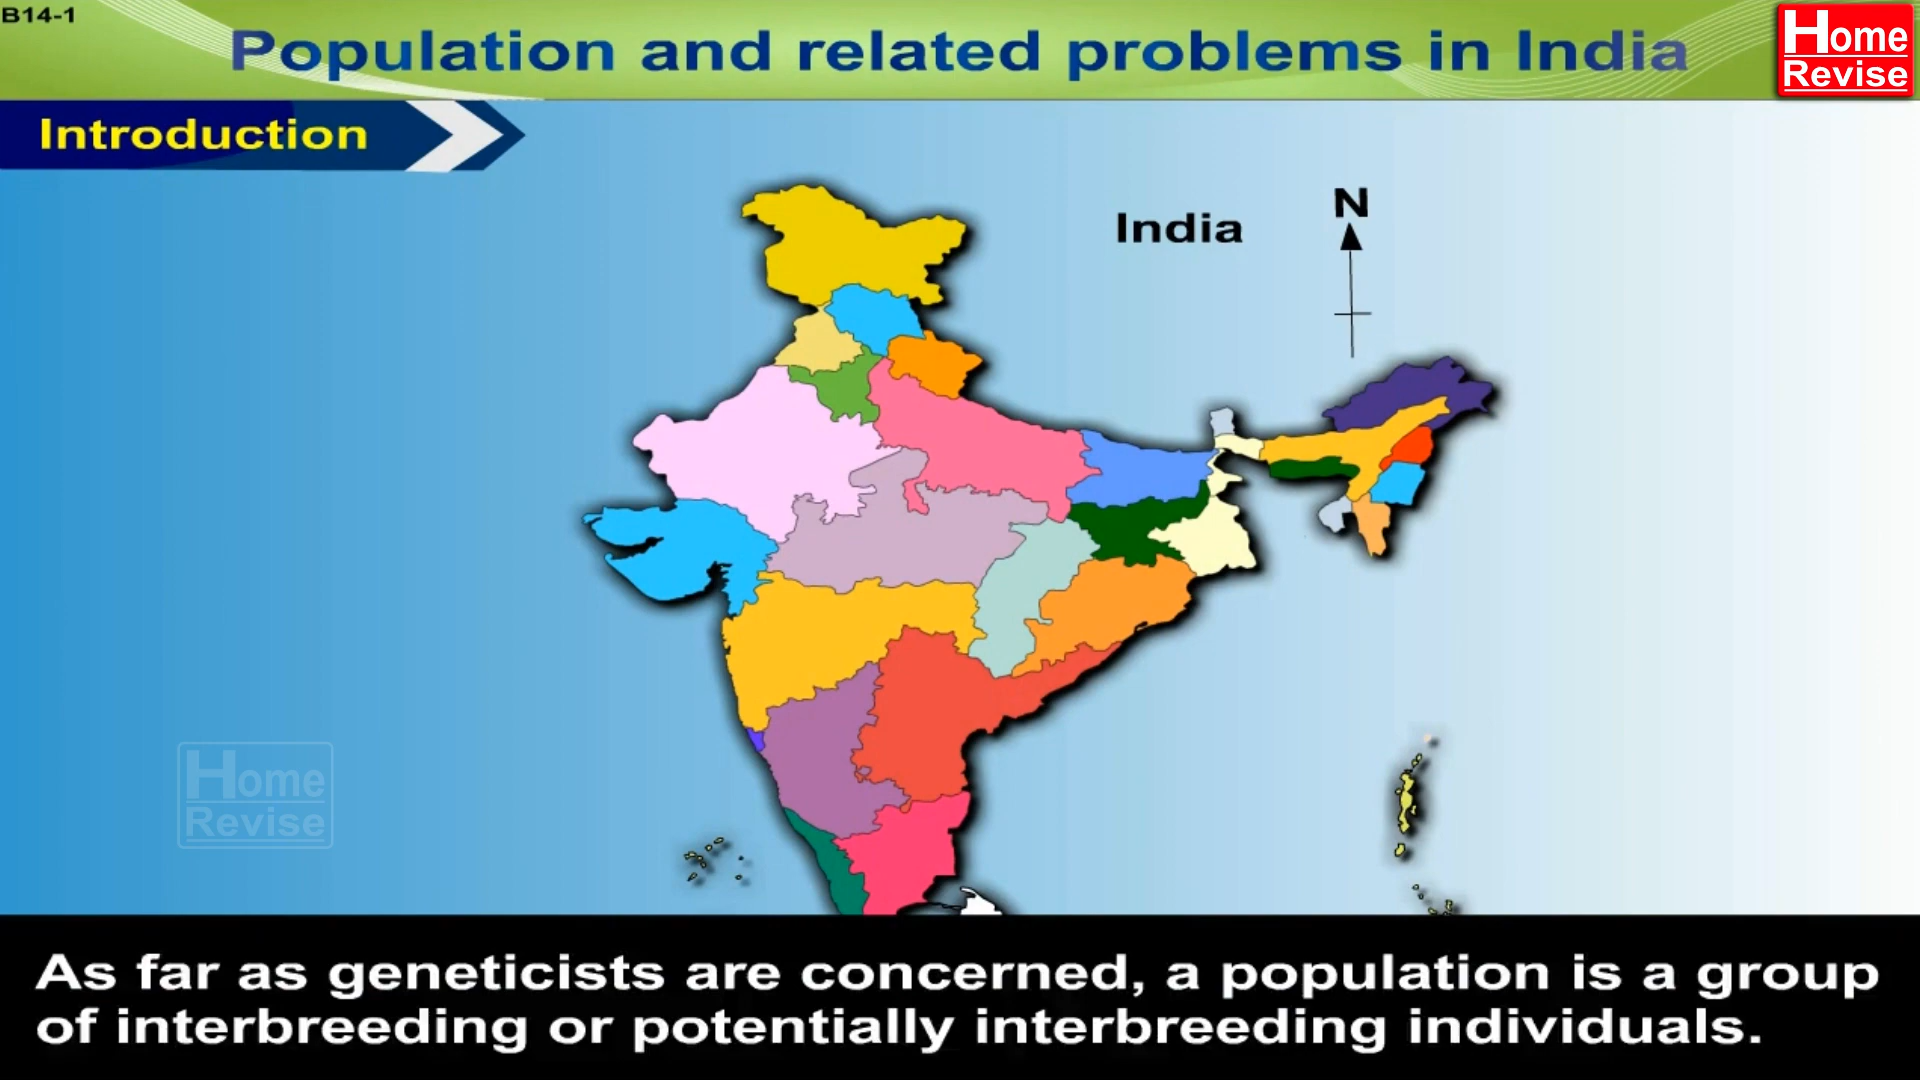 B14-1
Population and related problems in India
Home
Revise
Introduction
India
N
Home
Revise
As far as geneticists are concerned, a population is a group
of interbreeding or potentially interbreeding individuals.